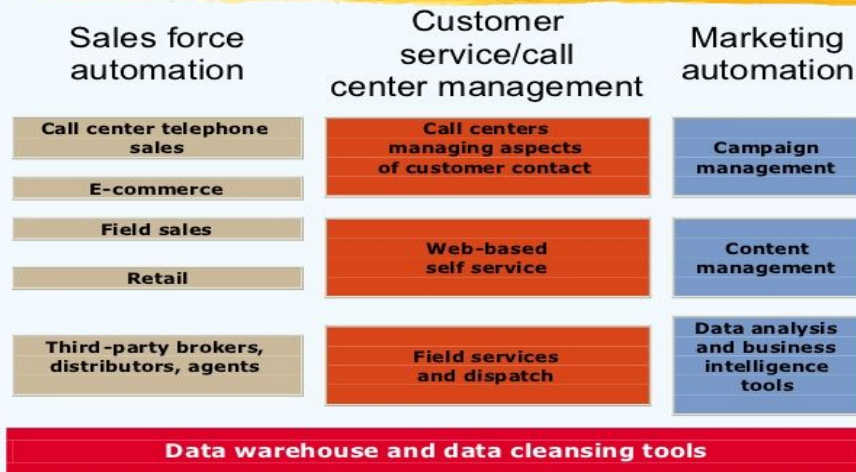 Sales force
automation
Call center telephone
sales
E-commerce
Field sales
Retail
Third-party brokers,
distributors, agents
Customer
service/call
center management
Call centers
managing aspects
of customer contact
Web-based
self service
Field services
and dispatch
Marketing
automation
Campaign
management
Content
management
Data analysis
and business
intelligence
tools
Data warehouse and data cleansing tools